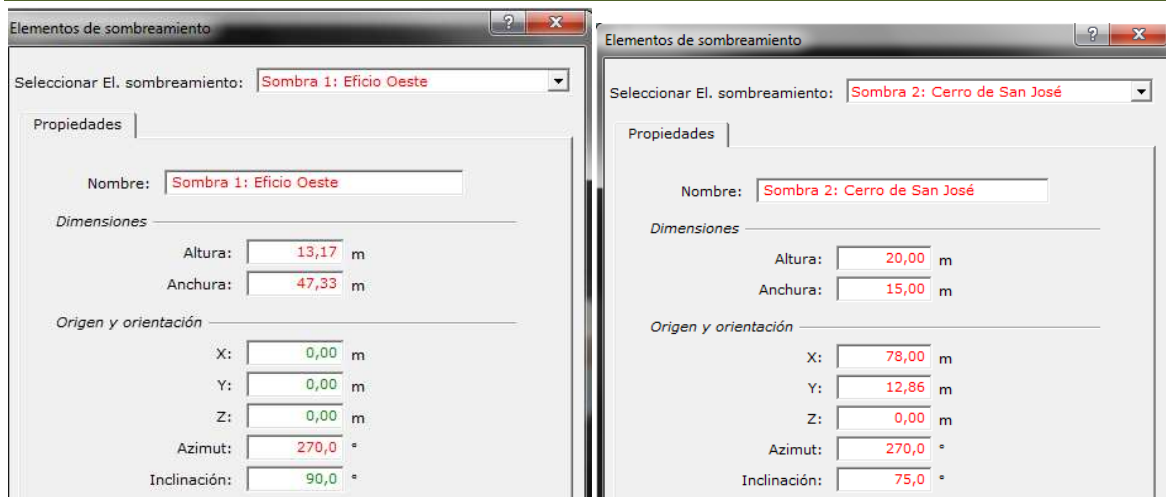 Elementos de sombreamiento ? X
Seleccionar El. sombreamiento: Sombra 1: Eficio Oeste
Propiedades
Nombre: Sombra 1: Eficio Oeste
Dimensiones
Altura: 13,17 m
Anchura: 47,33 m
Origen y orientación
X: 0,00 m
Y: 0,00 m
Z: 0,00 m
Azimut: 270,0 °
Inclinación: 90,0 °
Elementos de sombreamiento ? X
Seleccionar El. sombreamiento: Sombra 2: Cerro de San José
Propiedades
Nombre: Sombra 2: Cerro de San José
Dimensiones
Altura: 20,00 m
Anchura: 15,00 m
Origen y orientación
X: 78,00 m
Y: 12,86 m
Z: 0,00 m
Azimut: 270,0 °
Inclinación: 75,0 °